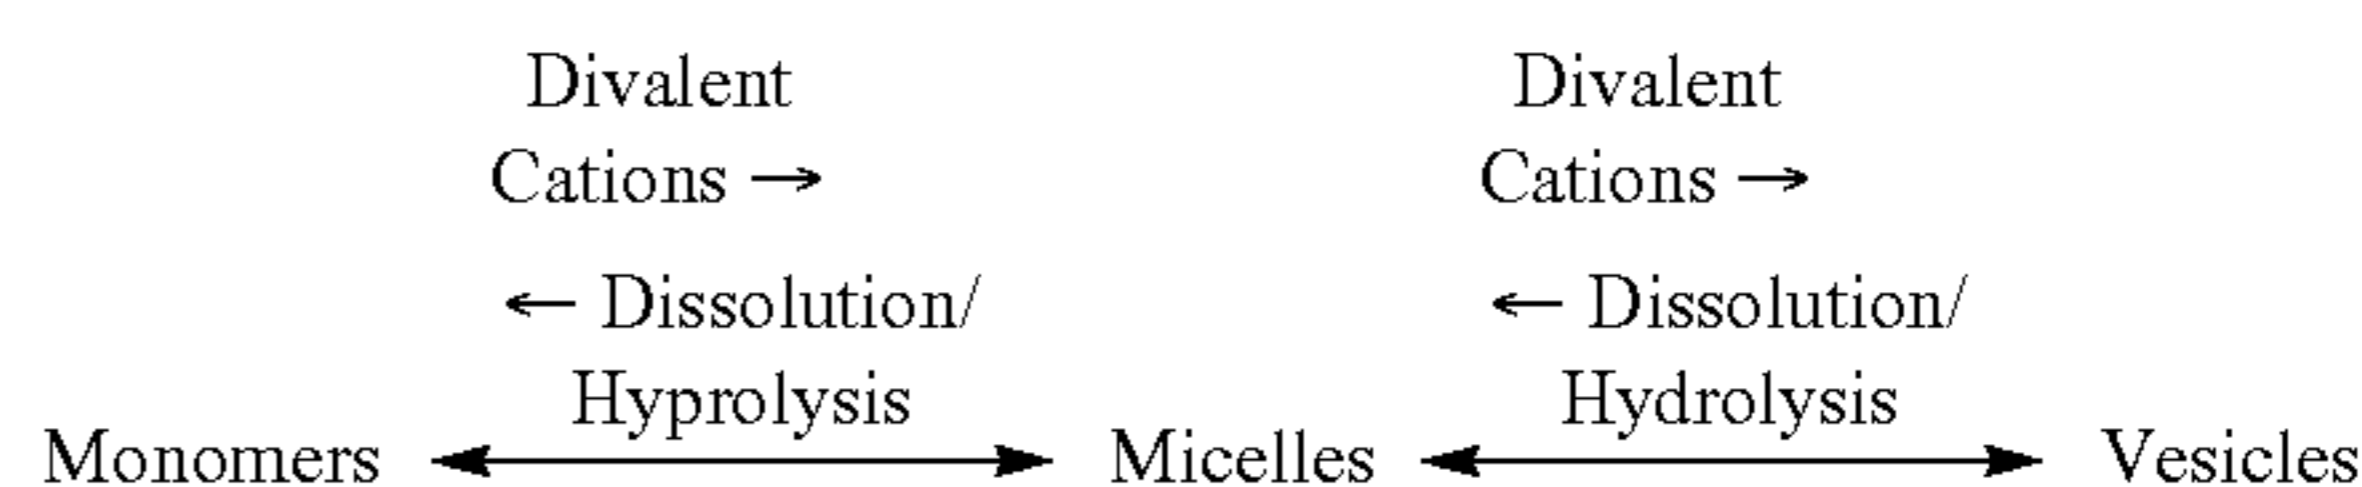 Divalent
Cations →
← Dissolution/
Hyprolysis
Divalent
Cations →
← Dissolution/
Hydrolysis
Monomers
Micelles
Vesicles